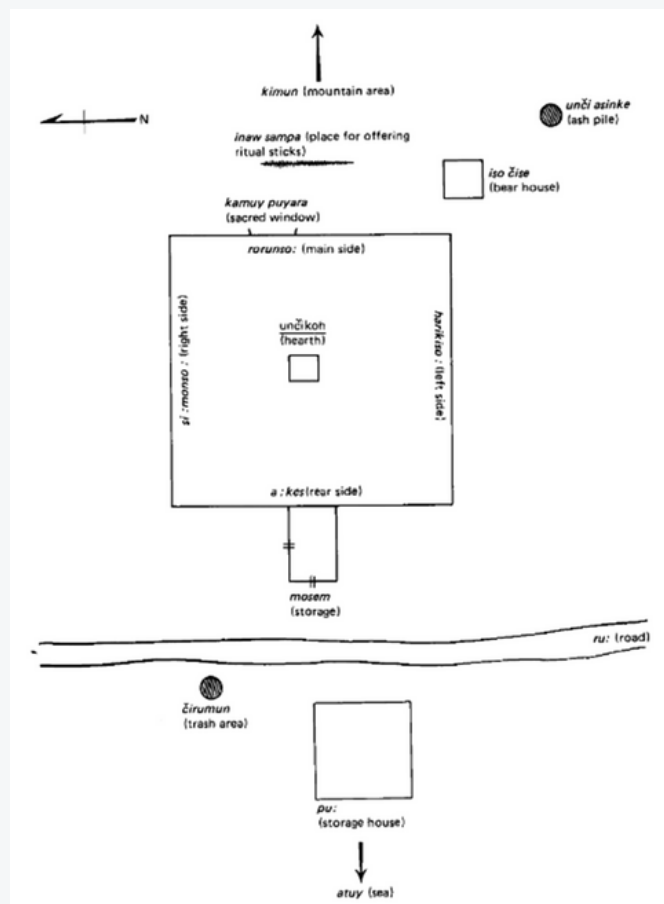 kimun (mountain area)
unči asinke
(ash pile)
N
inaw sampa (place for offering
ritual sticks)
iso čise
(bear house)
kamuy puyara
(sacred window)
rorunso: (main side)
si:monso: (right side)
unčikoh
(hearth)
harikiso: (left side)
a:kes(rear side)
mosem
(storage)
ru: (road)
čirumun
(trash area)
pu:
(storage house)
atuy (sea)